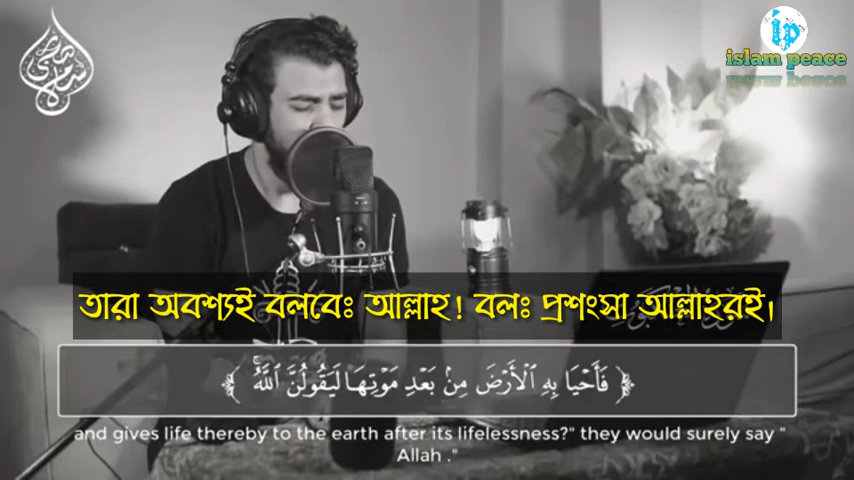 ip
islam peace
তারা অবশ্যই বলবেঃ আল্লাহ! বলঃ প্রশংসা আল্লাহরই।
﴿ فَأَحْيَا بِهِ ٱلْأَرْضَ مِنۢ بَعْدِ مَوْتِهَا لَيَقُولُنَّ ٱللَّهُ ۚ ﴾
and gives life thereby to the earth after its lifelessness?" they would surely say "
Allah ."